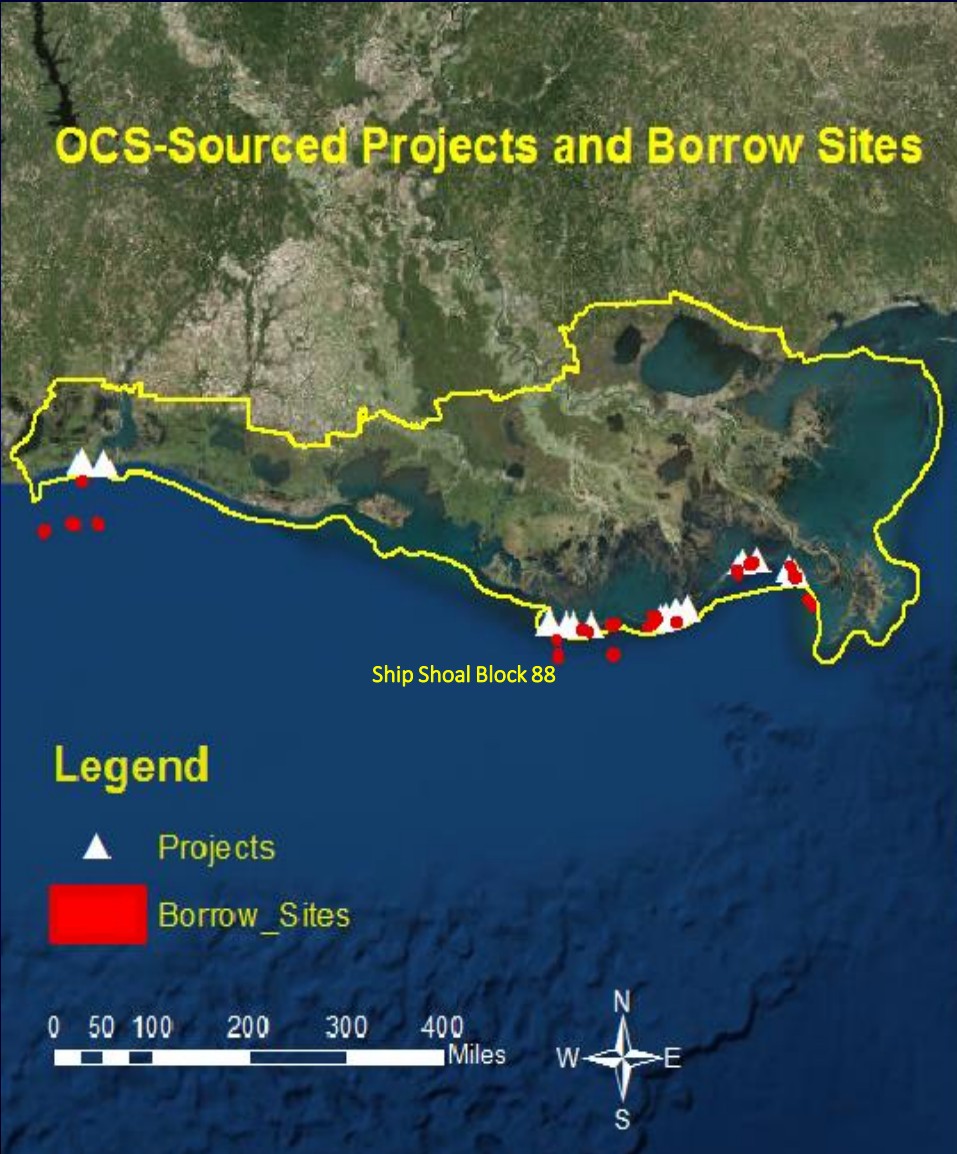 OCS-Sourced Projects and Borrow Sites
Ship Shoal Block 88
Legend
Projects
Borrow_Sites
0 50 100 200 300 400
Miles
N
W E
S